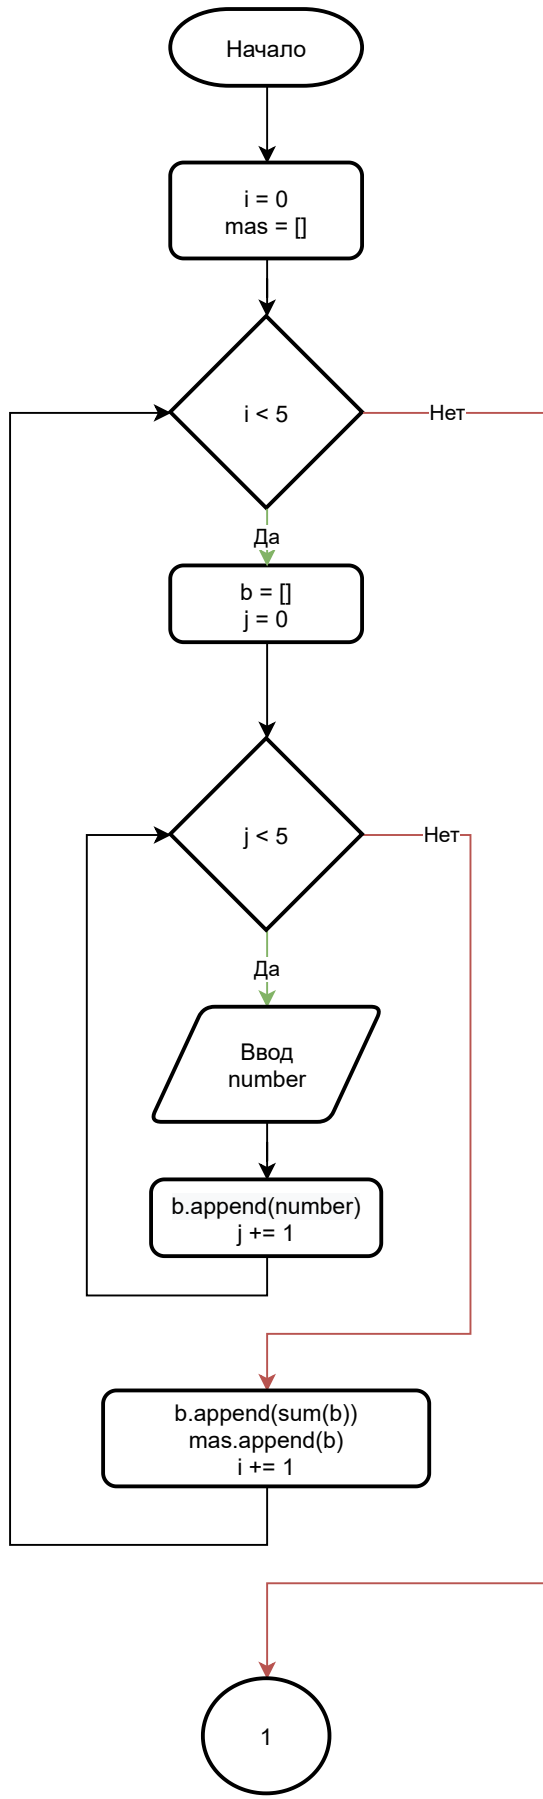 Начало
i = 0
mas = []
i < 5
Нет
Да
b = []
j = 0
j < 5
Нет
Да
Ввод
number
b.append(number)
j += 1
b.append(sum(b))
mas.append(b)
i += 1
1